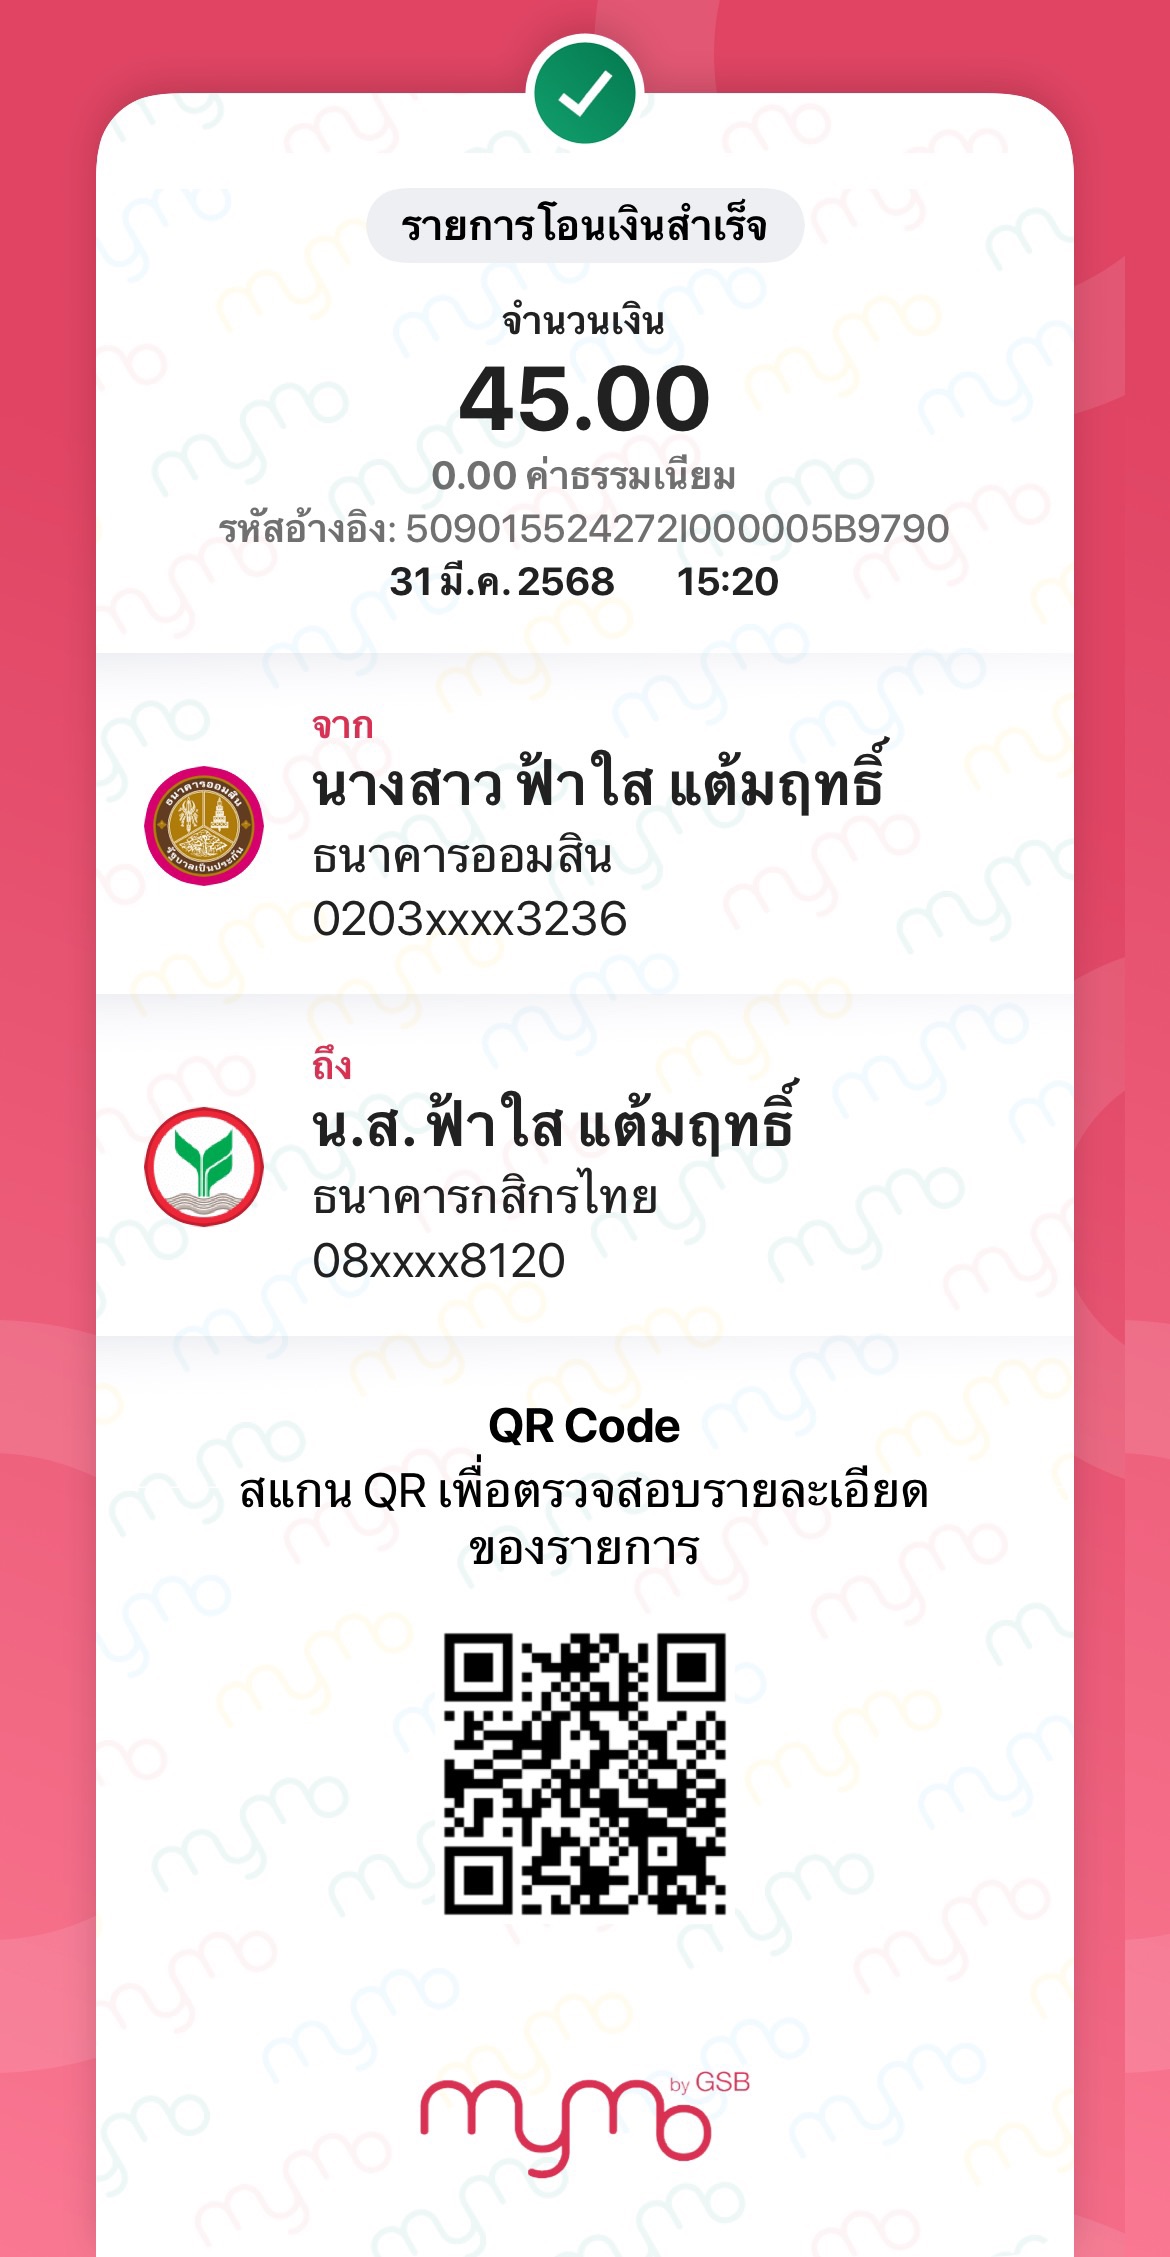 รายการโอนเงินสำเร็จ
จำนวนเงิน
45.00
0.00 ค่าธรรมเนียม
รหัสอ้างอิง: 509015524272I000005B9790
31 มี.ค. 2568 15:20
จาก
นางสาว ฟ้าใส แต้มฤทธิ์
ธนาคารออมสิน
0203xxxx3236
ถึง
น.ส. ฟ้าใส แต้มฤทธิ์
ธนาคารกสิกรไทย
08xxxx8120
QR Code
สแกน QR เพื่อตรวจสอบรายละเอียด
ของรายการ
mymo by GSB